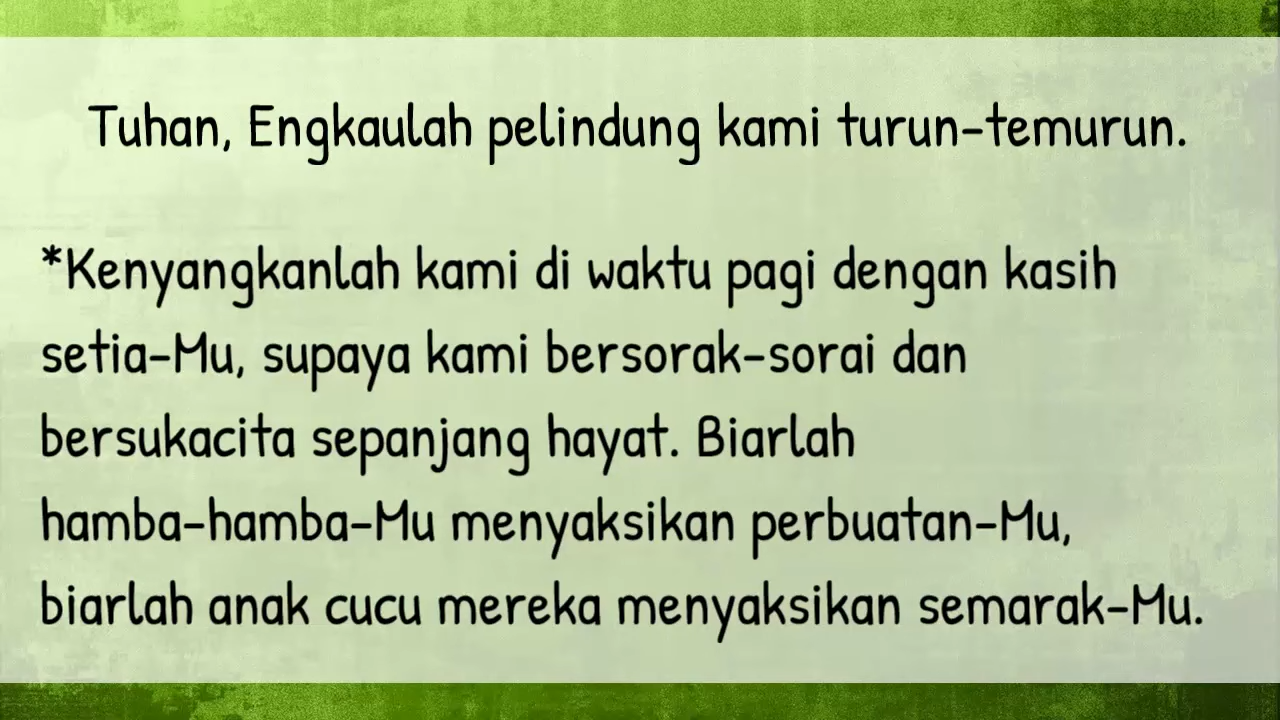 Tuhan, Engkaulah pelindung kami turun-temurun.
*Kenyangkanlah kami di waktu pagi dengan kasih
setia-Mu, supaya kami bersorak-sorai dan
bersukacita sepanjang hayat. Biarlah
hamba-hamba-Mu menyaksikan perbuatan-Mu,
biarlah anak cucu mereka menyaksikan semarak-Mu.